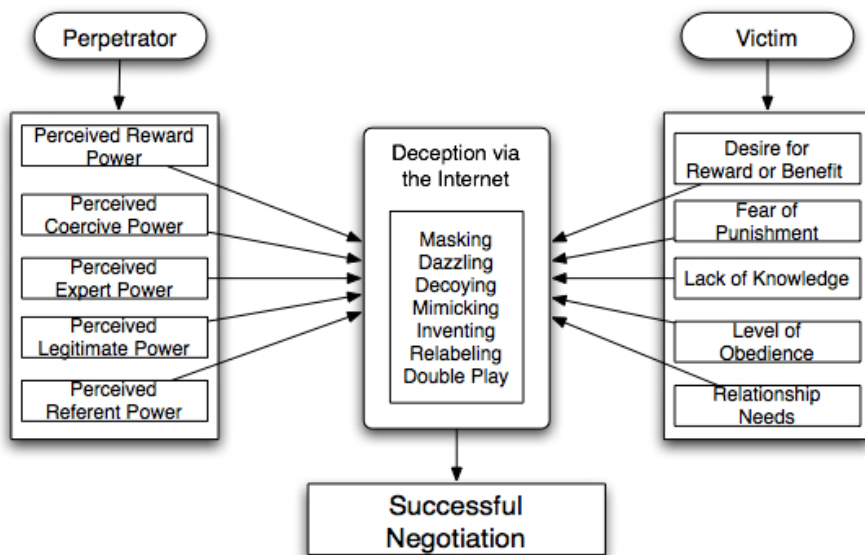 Perpetrator
Perceived Reward
Power
Perceived
Coercive Power
Perceived
Expert Power
Perceived
Legitimate Power
Perceived
Referent Power
Deception via
the Internet
Masking
Dazzling
Decoying
Mimicking
Inventing
Relabeling
Double Play
Victim
Desire for
Reward or Benefit
Fear of
Punishment
Lack of Knowledge
Level of
Obedience
Relationship
Needs
Successful
Negotiation